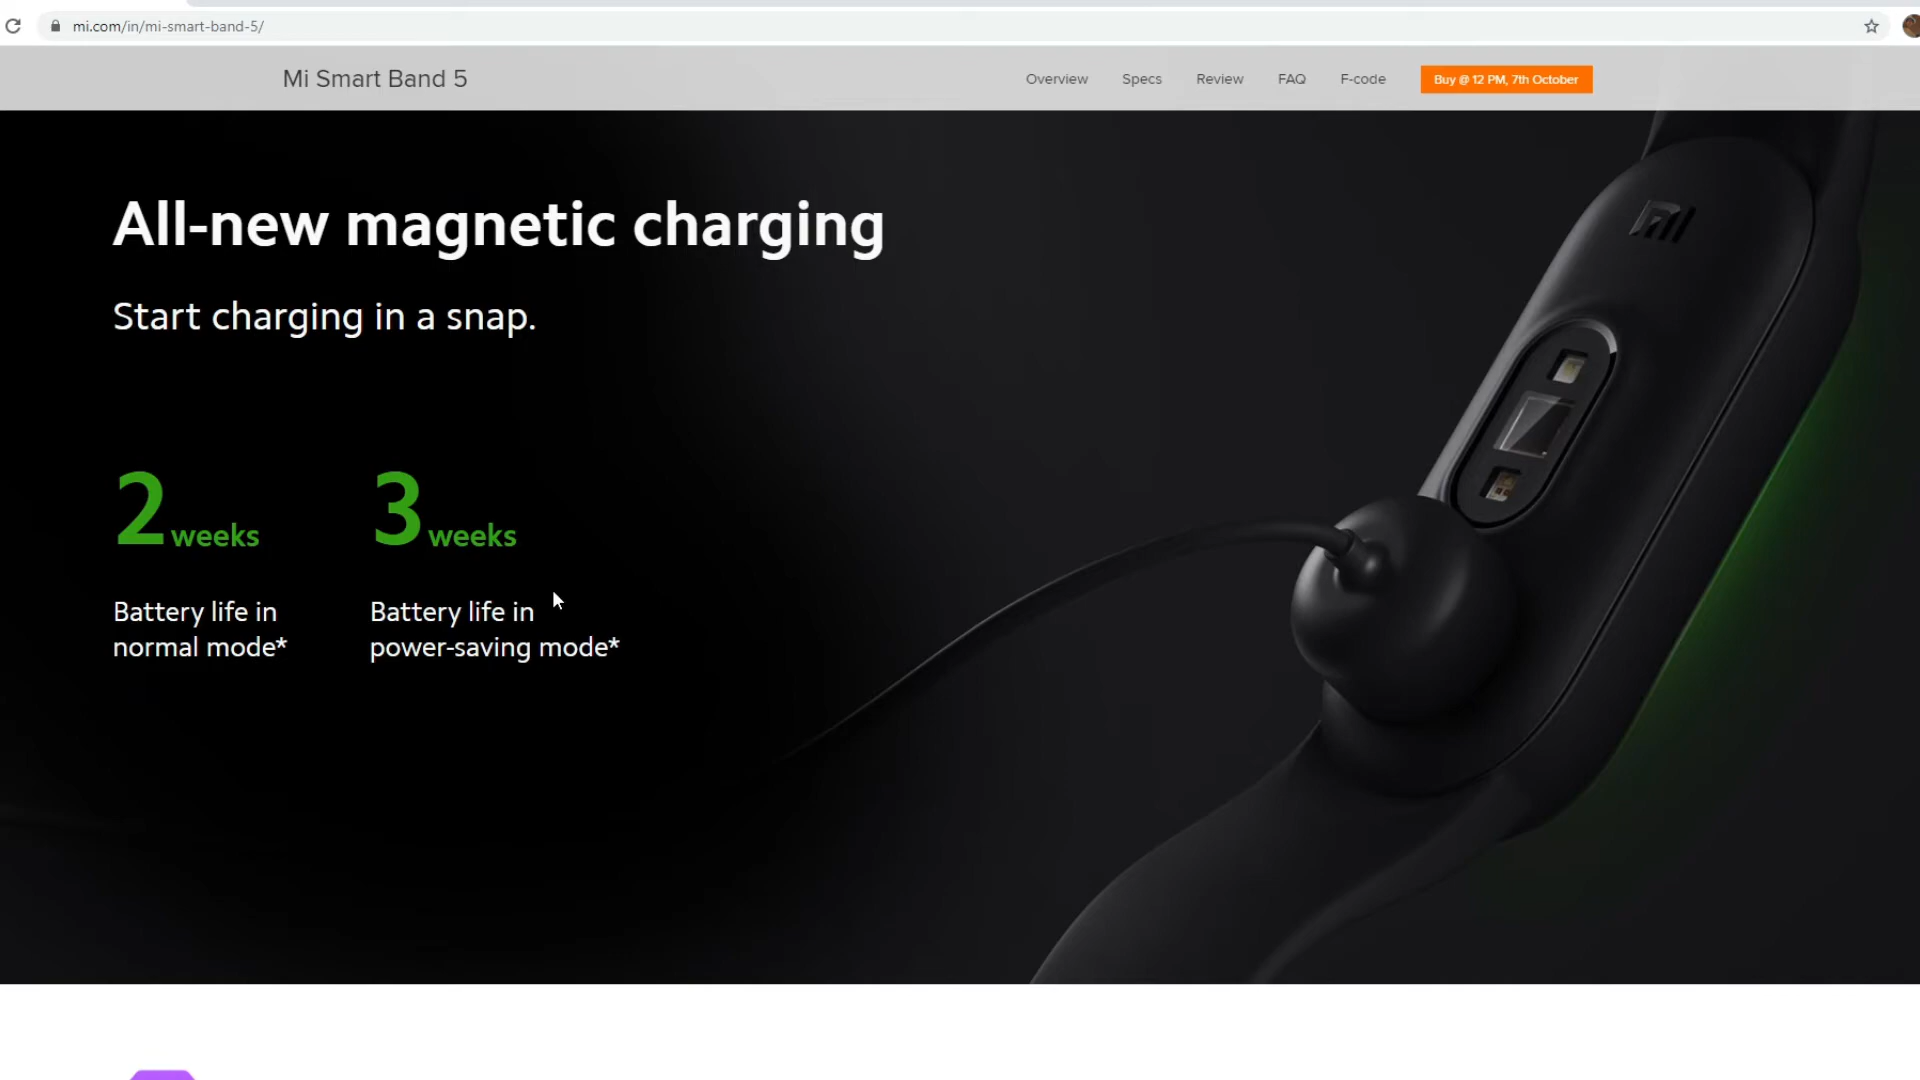 mi.com/in/mi-smart-band-5/
Mi Smart Band 5
Overview Specs Review FAQ F-code Buy @ 12 PM, 7th October
All-new magnetic charging
Start charging in a snap.
2 weeks 3 weeks
Battery life in Battery life in
normal mode* power-saving mode*
MI